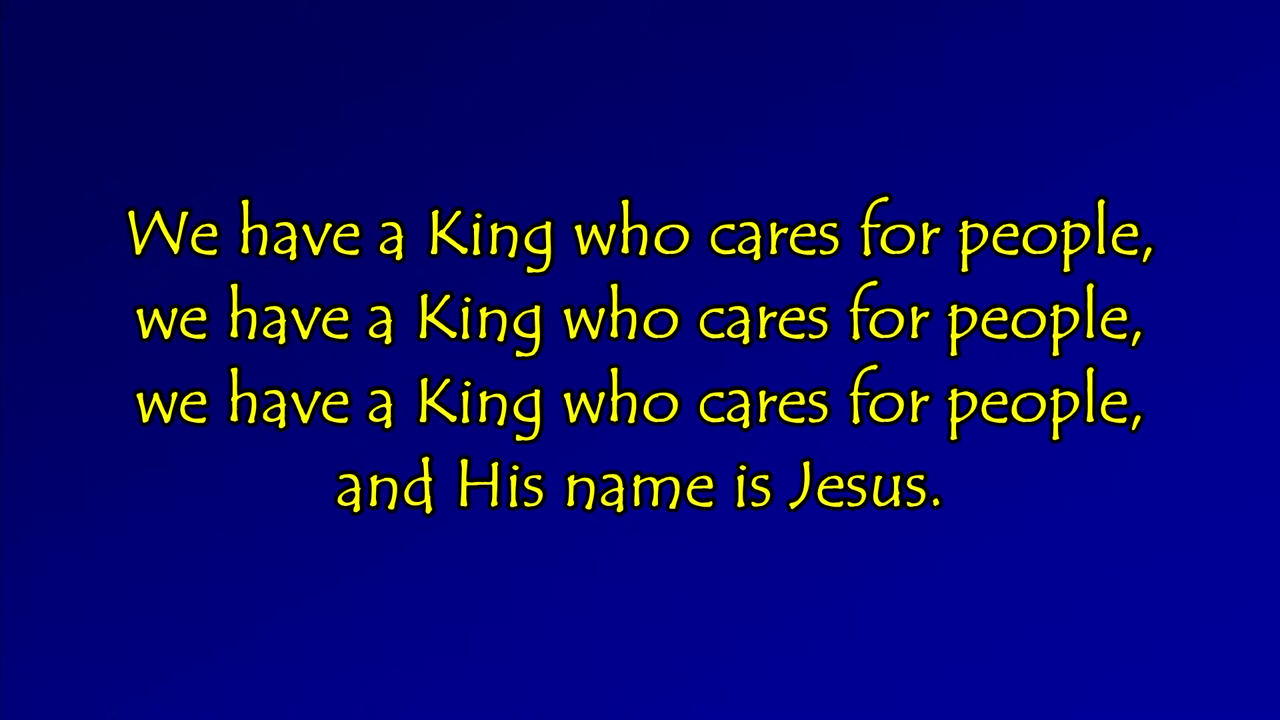 We have a King who cares for people,
we have a King who cares for people,
we have a King who cares for people,
and His name is Jesus.